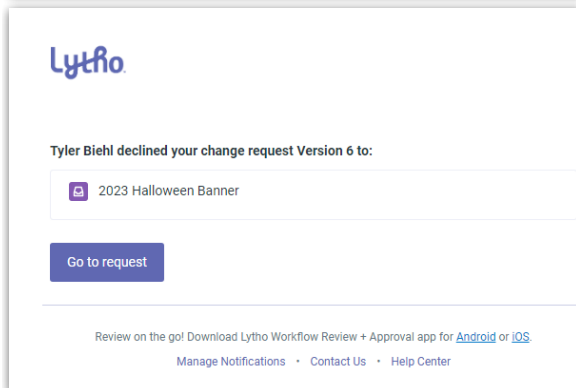 Lytho
Tyler Biehl declined your change request Version 6 to:
2023 Halloween Banner
Go to request
Review on the go! Download Lytho Workflow Review + Approval app for Android or iOS.
Manage Notifications • Contact Us • Help Center